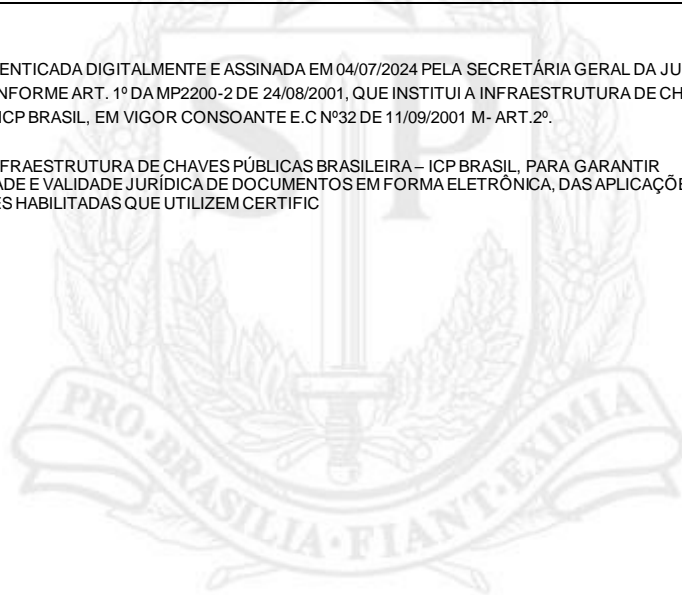 ENTICADA DIGITALMENTE E ASSINADA EM 04/07/2024 PELA SECRETÁRIA GERAL DA JU
NFORME ART. 1º DA MP2200-2 DE 24/08/2001, QUE INSTITUI A INFRAESTRUTURA DE CH
ICP BRASIL, EM VIGOR CONSOANTE E.C Nº32 DE 11/09/2001 M- ART.2º.
FRAESTRUTURA DE CHAVES PÚBLICAS BRASILEIRA – ICP BRASIL, PARA GARANTIR
ADE E VALIDADE JURÍDICA DE DOCUMENTOS EM FORMA ELETRÔNICA, DAS APLICAÇÕE
ES HABILITADAS QUE UTILIZEM CERTIFIC
SP
PRO·BRASILIA·FIANT·EXIMIA